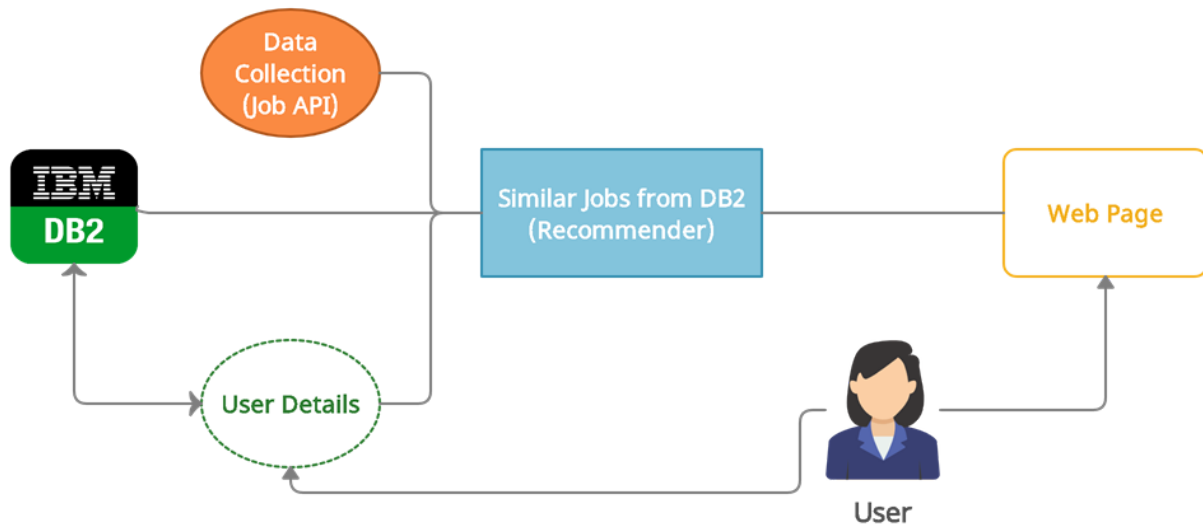 Data
Collection
(Job API)
IBM
DB2
Similar Jobs from DB2
(Recommender)
Web Page
User Details
User